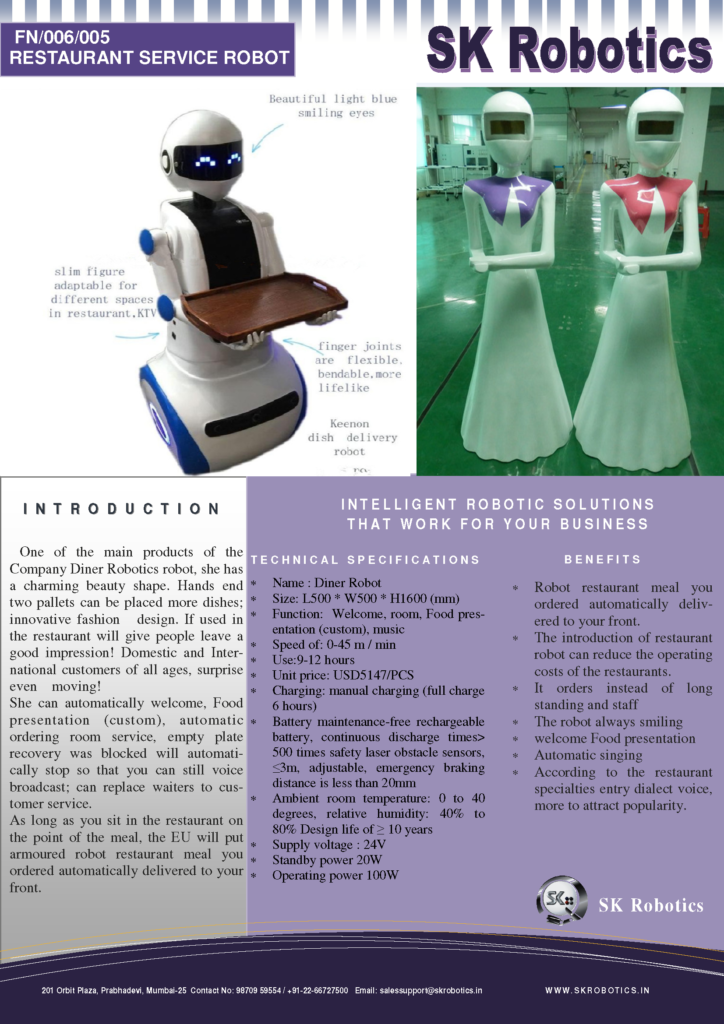 FN/006/005
RESTAURANT SERVICE ROBOT
SK Robotics
Beautiful light blue
smiling eyes
slim figure
adaptable for
different spaces
in restaurant,KTV
finger joints
are flexible.
bendable,more
lifelike
Keenon
dish delivery
robot
INTRODUCTION
One of the main products of the
Company Diner Robotics robot, she has
a charming beauty shape. Hands end
two pallets can be placed more dishes;
innovative fashion design. If used in
the restaurant will give people leave a
good impression! Domestic and Inter-
national customers of all ages, surprise
even moving!
She can automatically welcome, Food
presentation (custom), automatic
ordering room service, empty plate
recovery was blocked will automati-
cally stop so that you can still voice
broadcast; can replace waiters to cus-
tomer service.
As long as you sit in the restaurant on
the point of the meal, the EU will put
armoured robot restaurant meal you
ordered automatically delivered to your
front.
INTELLIGENT ROBOTIC SOLUTIONS
THAT WORK FOR YOUR BUSINESS
TECHNICAL SPECIFICATIONS
* Name : Diner Robot
* Size: L500 * W500 * H1600 (mm)
* Function: Welcome, room, Food pres-
entation (custom), music
* Speed of: 0-45 m / min
* Use:9-12 hours
* Unit price: USD5147/PCS
* Charging: manual charging (full charge
6 hours)
* Battery maintenance-free rechargeable
battery, continuous discharge times>
500 times safety laser obstacle sensors,
≤3m, adjustable, emergency braking
distance is less than 20mm
* Ambient room temperature: 0 to 40
degrees, relative humidity: 40% to
80% Design life of ≥ 10 years
* Supply voltage : 24V
* Standby power 20W
* Operating power 100W
BENEFITS
* Robot restaurant meal you
ordered automatically deliv-
ered to your front.
* The introduction of restaurant
robot can reduce the operating
costs of the restaurants.
* It orders instead of long
standing and staff
* The robot always smiling
* welcome Food presentation
* Automatic singing
* According to the restaurant
specialties entry dialect voice,
more to attract popularity.
SK
SK Robotics
201 Orbit Plaza, Prabhadevi, Mumbai-25 Contact No: 98709 59554 / +91-22-66727500 Email: salessupport@skrobotics.in
WWW.SKROBOTICS.IN